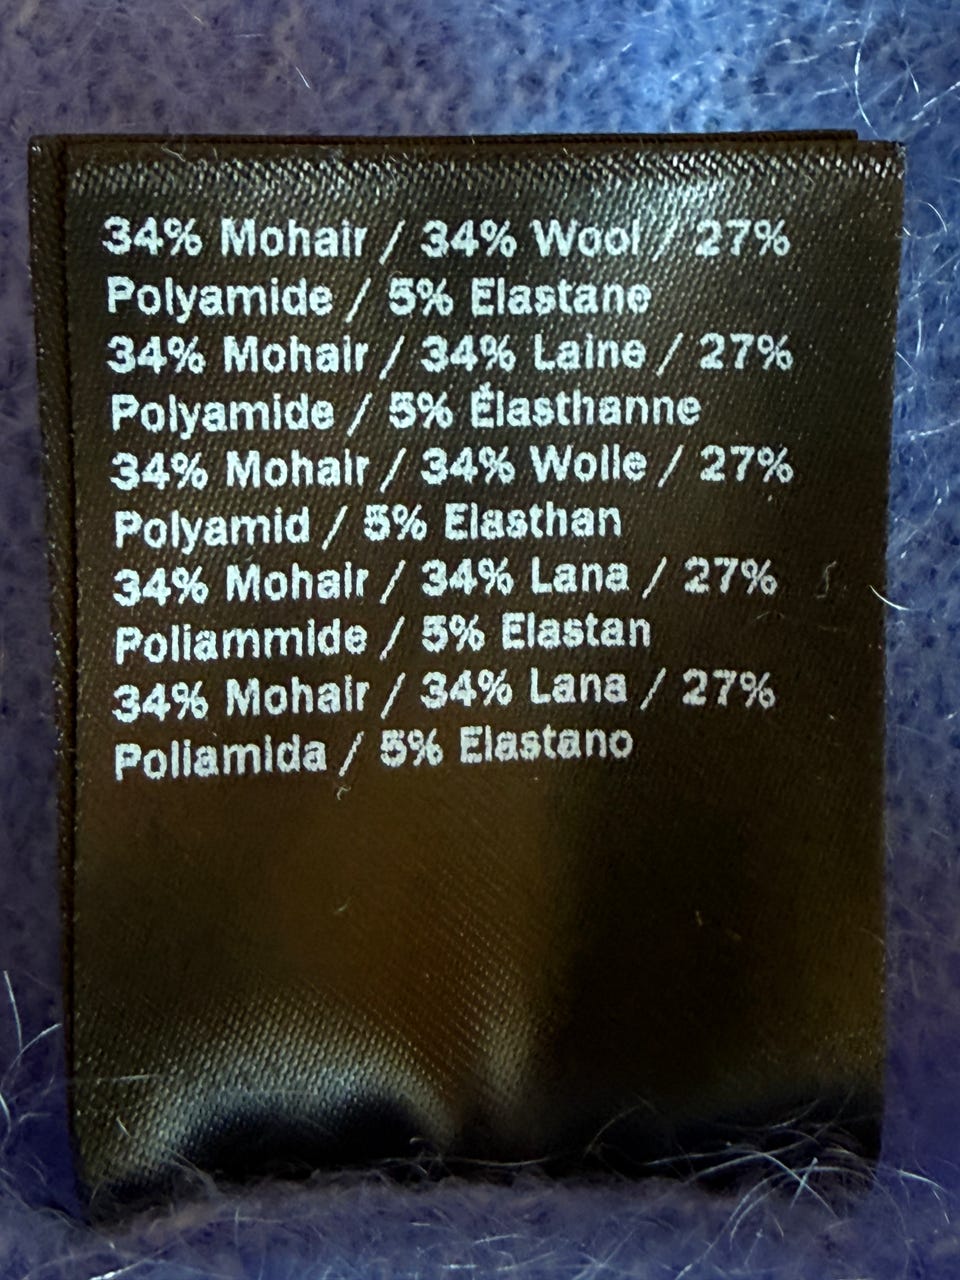 34% Mohair / 34% Wool / 27%
Polyamide / 5% Elastane
34% Mohair / 34% Laine / 27%
Polyamide / 5% Élasthanne
34% Mohair / 34% Wolle / 27%
Polyamid / 5% Elasthan
34% Mohair / 34% Lana / 27%
Poliammide / 5% Elastan
34% Mohair / 34% Lana / 27%
Poliamida / 5% Elastano